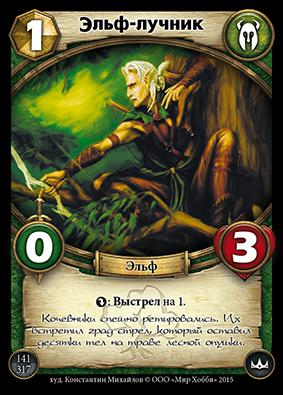 1
Эльф-лучник
0
3
Эльф
: Выстрел на 1.
Кочевники спешно ретировались. Их
встретил град стрел, который оставил
десятки тел на траве лесной опушки.
141
317
худ. Константин Михайлов © ООО «Мир Хобби» 2015